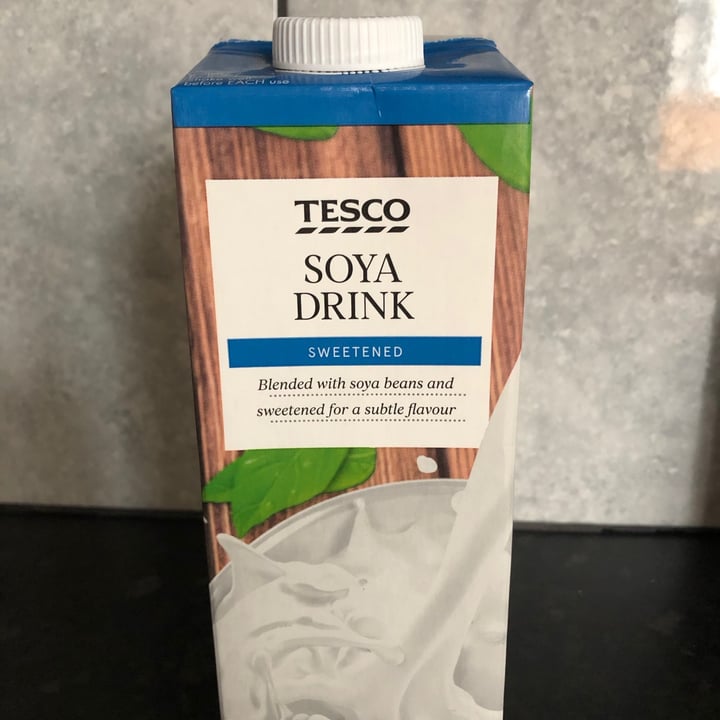 before EACH use
TESCO
SOYA
DRINK
SWEETENED
Blended with soya beans and
sweetened for a subtle flavour